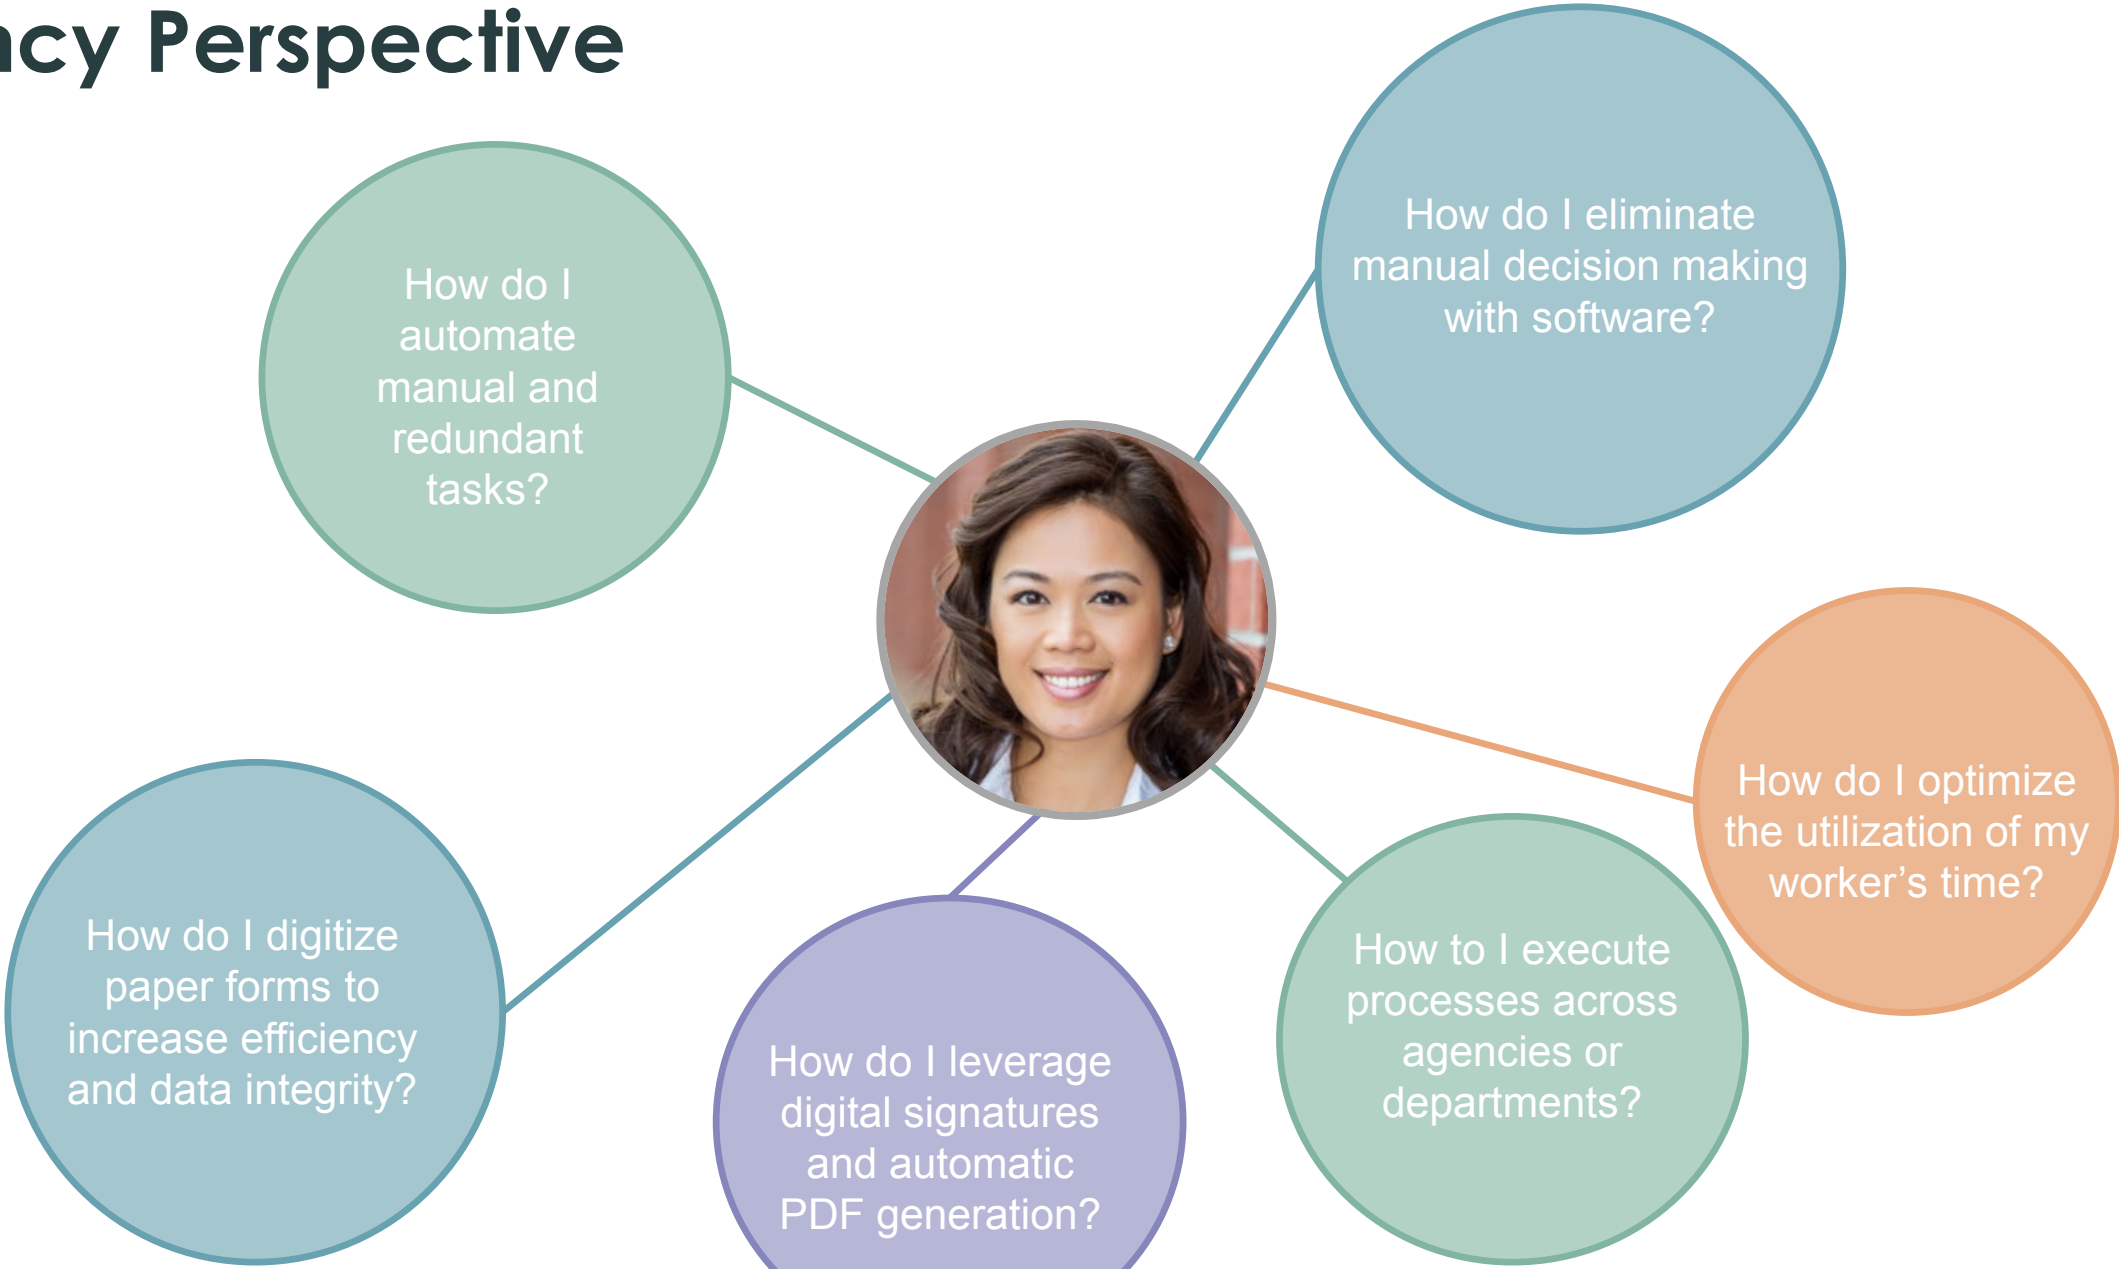 ncy Perspective
How do I
automate
manual and
redundant
tasks?
How do I eliminate
manual decision making
with software?
How do I optimize
the utilization of my
worker’s time?
How do I digitize
paper forms to
increase efficiency
and data integrity?
How do I leverage
digital signatures
and automatic
PDF generation?
How to I execute
processes across
agencies or
departments?